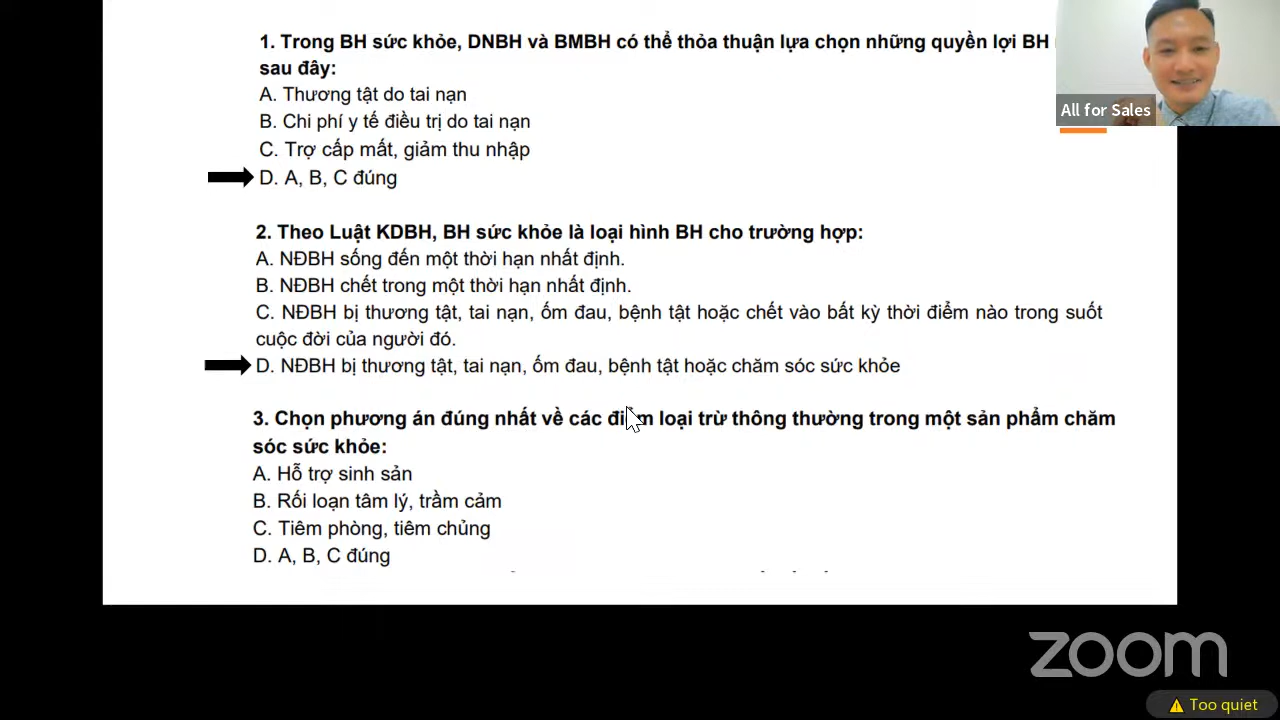 1. Trong BH sức khỏe, DNBH và BMBH có thể thỏa thuận lựa chọn những quyền lợi BH
sau đây:
A. Thương tật do tai nạn
B. Chi phí y tế điều trị do tai nạn
C. Trợ cấp mất, giảm thu nhập
D. A, B, C đúng
2. Theo Luật KDBH, BH sức khỏe là loại hình BH cho trường hợp:
A. NĐBH sống đến một thời hạn nhất định.
B. NĐBH chết trong một thời hạn nhất định.
C. NĐBH bị thương tật, tai nạn, ốm đau, bệnh tật hoặc chết vào bất kỳ thời điểm nào trong suốt
cuộc đời của người đó.
D. NĐBH bị thương tật, tai nạn, ốm đau, bệnh tật hoặc chăm sóc sức khỏe
3. Chọn phương án đúng nhất về các điểm loại trừ thông thường trong một sản phẩm chăm
sóc sức khỏe:
A. Hỗ trợ sinh sản
B. Rối loạn tâm lý, trầm cảm
C. Tiêm phòng, tiêm chủng
D. A, B, C đúng
All for Sales
zoom
Too quiet